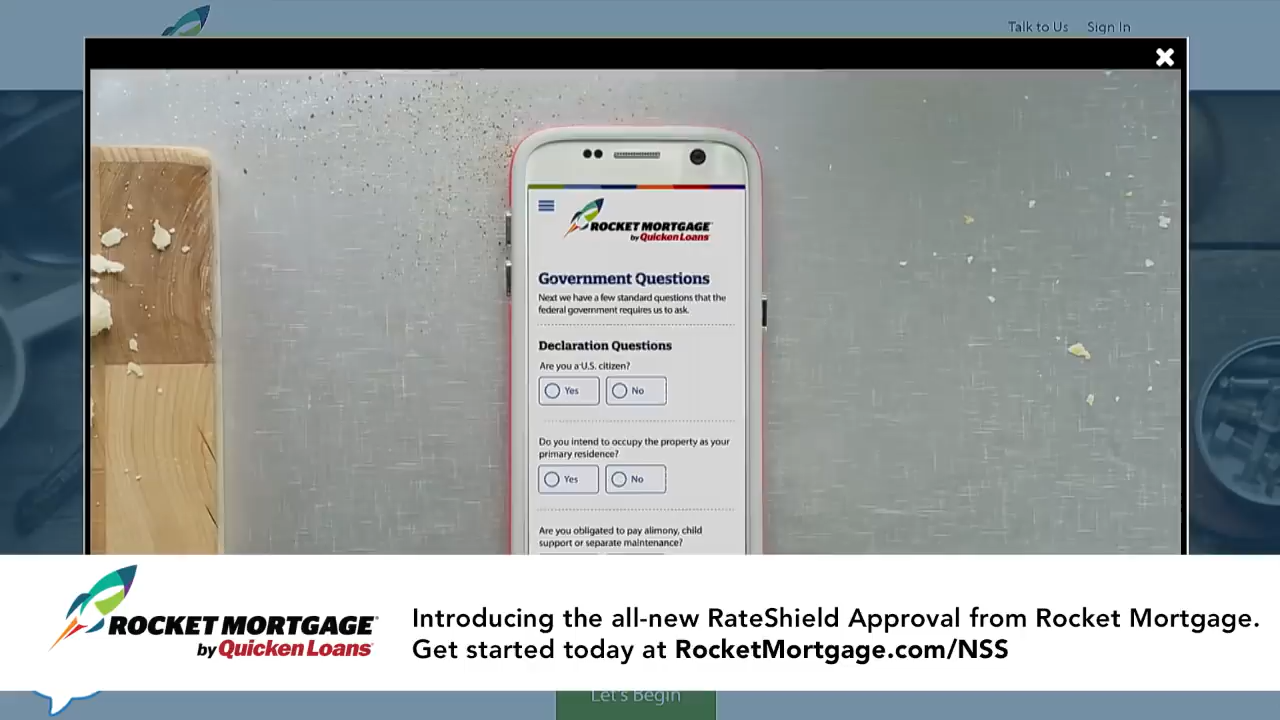 Talk to Us Sign In
ROCKET MORTGAGE
by Quicken Loans
Government Questions
Next we have a few standard questions that the
federal government requires us to ask.
Declaration Questions
Are you a U.S. citizen?
Yes No
Do you intend to occupy the property as your
primary residence?
Yes No
Are you obligated to pay alimony, child
support or separate maintenance?
ROCKET MORTGAGE
by Quicken Loans
Introducing the all-new RateShield Approval from Rocket Mortgage.
Get started today at RocketMortgage.com/NSS
Let's Begin